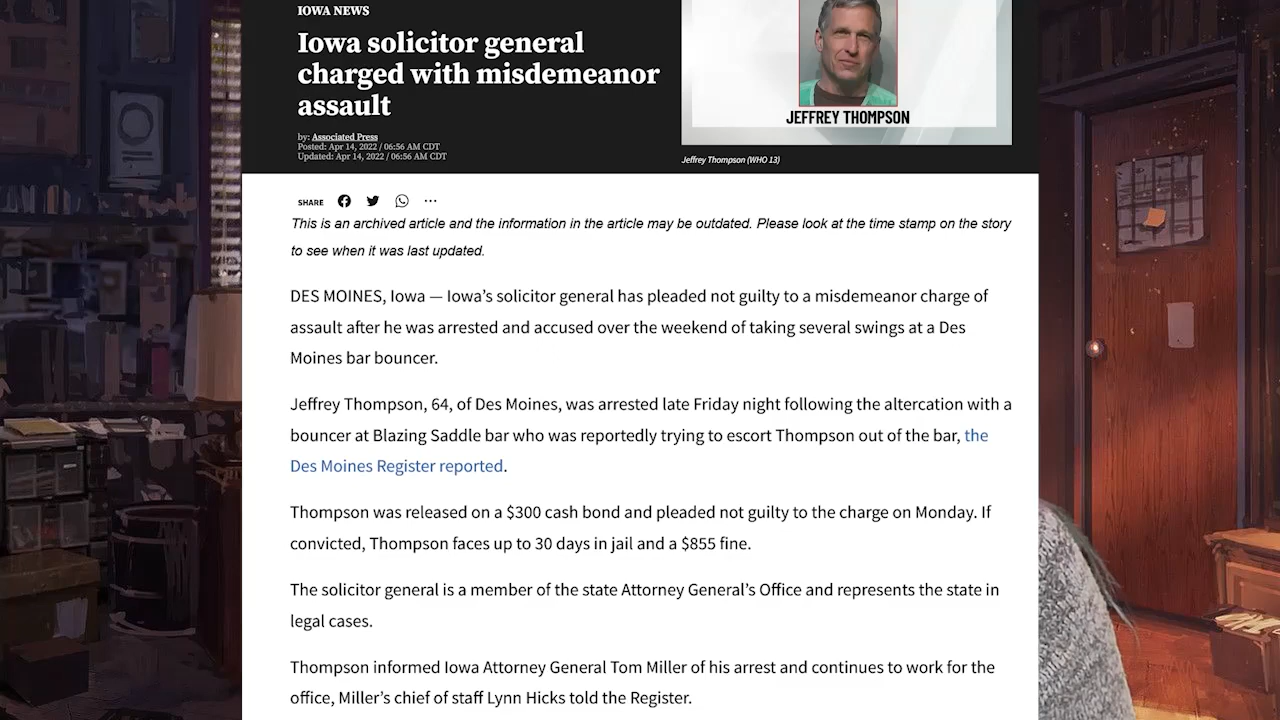 IOWA NEWS
Iowa solicitor general
charged with misdemeanor
assault
by: Associated Press
Posted: Apr 14, 2022 / 06:56 AM CDT
Updated: Apr 14, 2022 / 06:56 AM CDT
JEFFREY THOMPSON
Jeffrey Thompson (WHO 13)
SHARE
This is an archived article and the information in the article may be outdated. Please look at the time stamp on the story
to see when it was last updated.
DES MOINES, Iowa — Iowa’s solicitor general has pleaded not guilty to a misdemeanor charge of
assault after he was arrested and accused over the weekend of taking several swings at a Des
Moines bar bouncer.
Jeffrey Thompson, 64, of Des Moines, was arrested late Friday night following the altercation with a
bouncer at Blazing Saddle bar who was reportedly trying to escort Thompson out of the bar, the
Des Moines Register reported.
Thompson was released on a $300 cash bond and pleaded not guilty to the charge on Monday. If
convicted, Thompson faces up to 30 days in jail and a $855 fine.
The solicitor general is a member of the state Attorney General’s Office and represents the state in
legal cases.
Thompson informed Iowa Attorney General Tom Miller of his arrest and continues to work for the
office, Miller’s chief of staff Lynn Hicks told the Register.